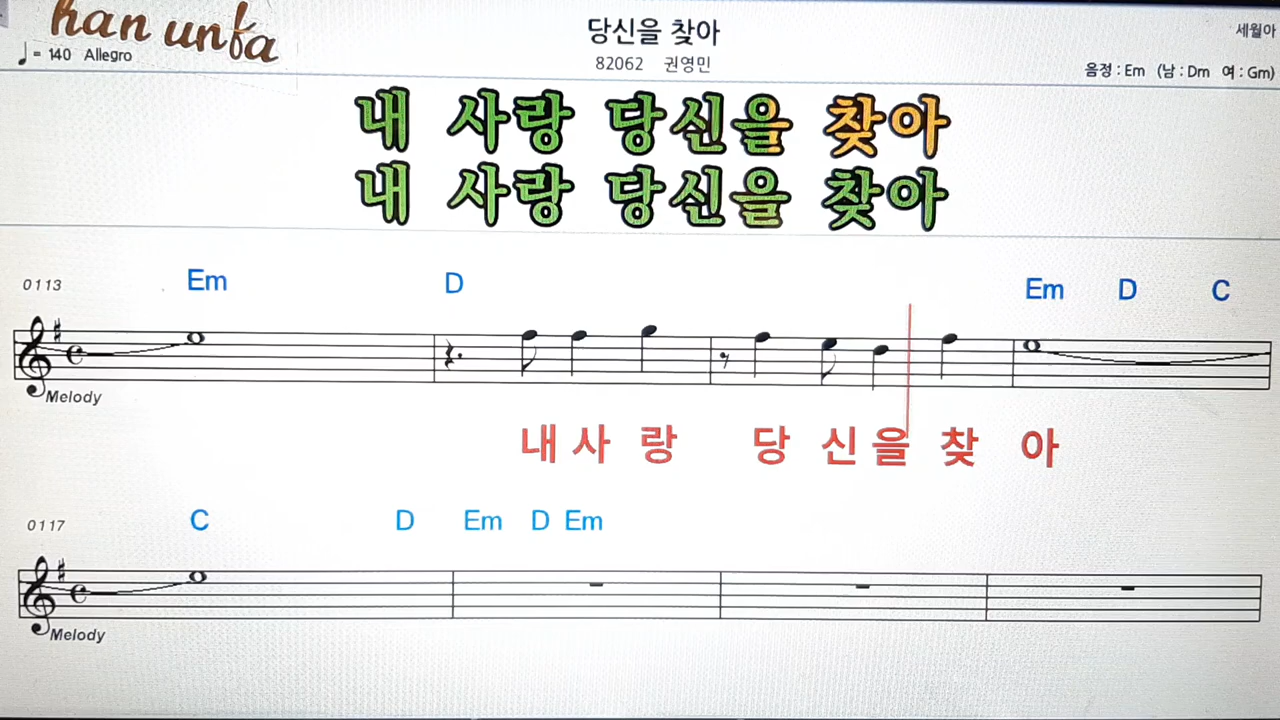 han unfa
당신을 찾아
세월아
♩= 140 Allegro
82062 권영민
음정 : Em (남 : Dm 여 : Gm)
내 사랑 당신을 찾아
내 사랑 당신을 찾아
0113 Em D Em D C
Melody
내 사 랑 당 신 을 찾 아
0117 C D Em D Em
Melody